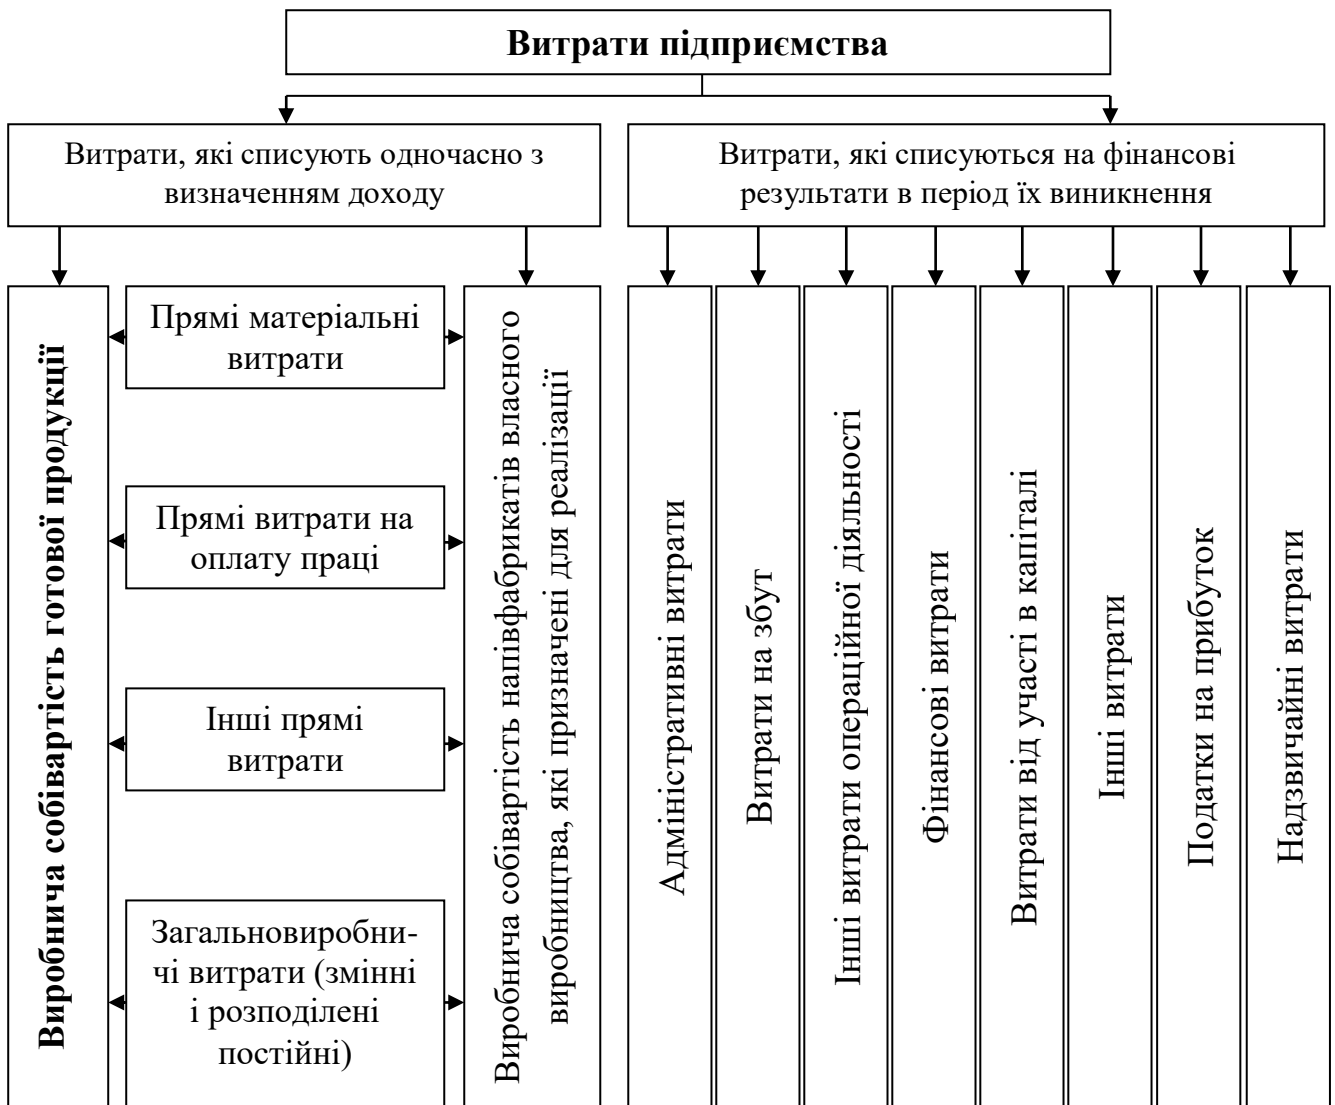 Витрати підприємства
Витрати, які списують одночасно з
визначенням доходу
Витрати, які списуються на фінансові
результати в період їх виникнення
Виробнича собівартість готової продукції
Прямі матеріальні
витрати
Прямі витрати на
оплату праці
Інші прямі
витрати
Загальновиробни-
чі витрати (змінні
і розподілені
постійні)
Виробнича собівартість напівфабрикатів власного
виробництва, які призначені для реалізації
Адміністративні витрати
Витрати на збут
Інші витрати операційної діяльності
Фінансові витрати
Витрати від участі в капіталі
Інші витрати
Податки на прибуток
Надзвичайні витрати